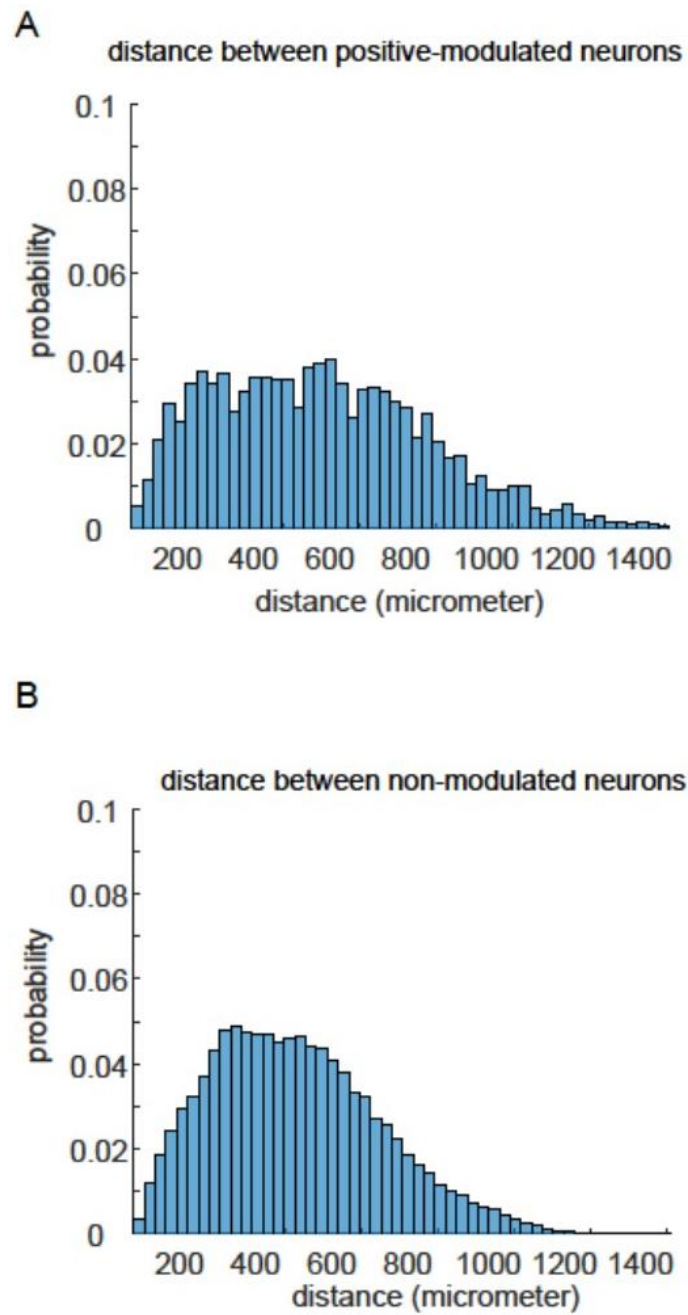 A
distance between positive-modulated neurons
0.1
0.08
0.06
0.04
0.02
0
probability
200 400 600 800 1000 1200 1400
distance (micrometer)
B
distance between non-modulated neurons
0.1
0.08
0.06
0.04
0.02
0
probability
200 400 600 800 1000 1200 1400
distance (micrometer)